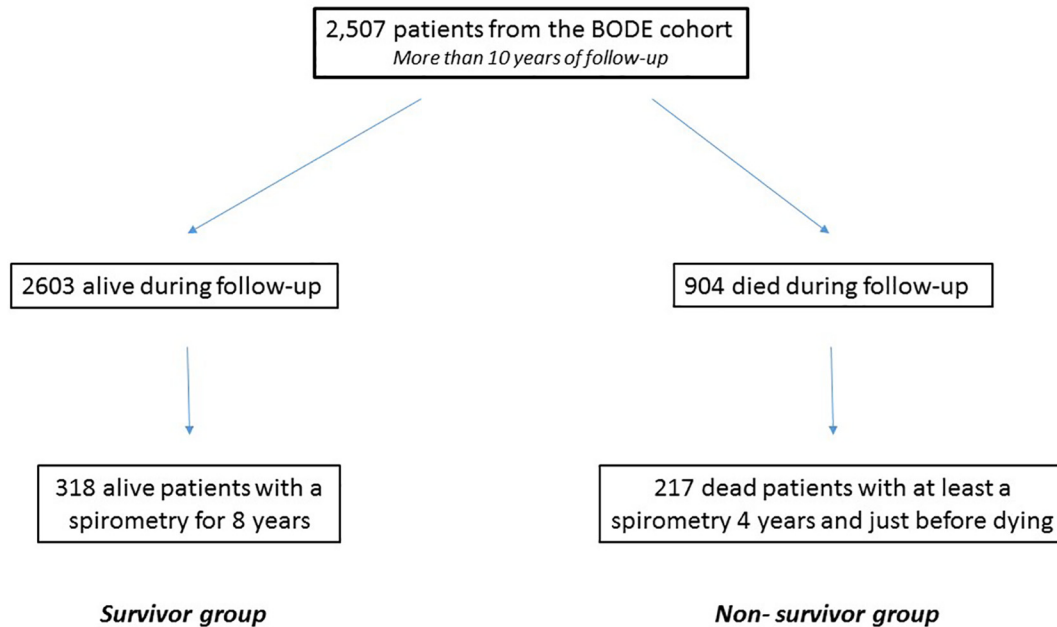 2,507 patients from the BODE cohort
More than 10 years of follow-up
2603 alive during follow-up
904 died during follow-up
318 alive patients with a
spirometry for 8 years
217 dead patients with at least a
spirometry 4 years and just before dying
Survivor group
Non- survivor group